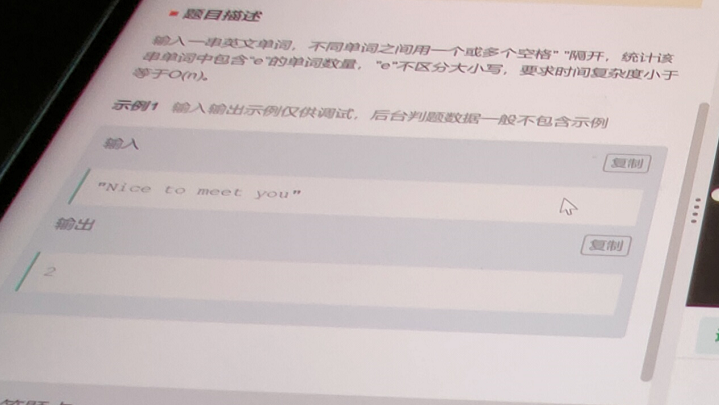 题目描述
输入一串英文单词，不同单词之间用一个或多个空格" "隔开，统计该
串单词中包含"e"的单词数量，"e"不区分大小写，要求时间复杂度小于
等于O(n)。
示例1 输入输出示例仅供调试，后台判题数据一般不包含示例
输入
复制
"Nice to meet you"
输出
复制
2